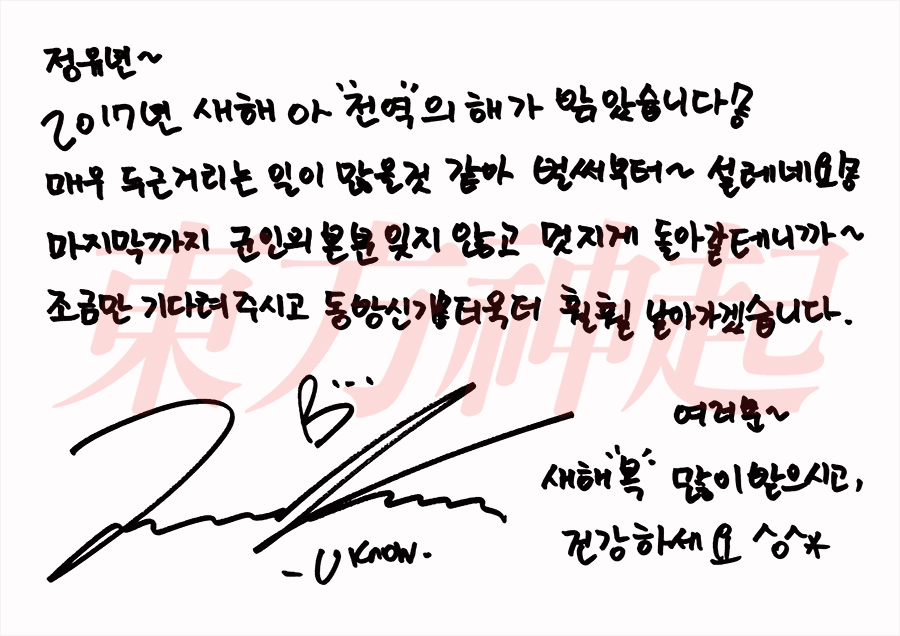 정유년~
2017년 새해 아 "전역"의 해가 밝았습니다!
매우 두근거리는 일이 많을것 같아 벌써부터~ 설레네요!
마지막까지 군인의 본분 잊지 않고 멋지게 돌아갈테니까~
조금만 기다려주시고 동방신기 더욱더 훨훨 날아가겠습니다.
東方神起
B...
여러분~
새해"복" 많이 받으시고,
건강하세요 ^o^*
-U KNOW.